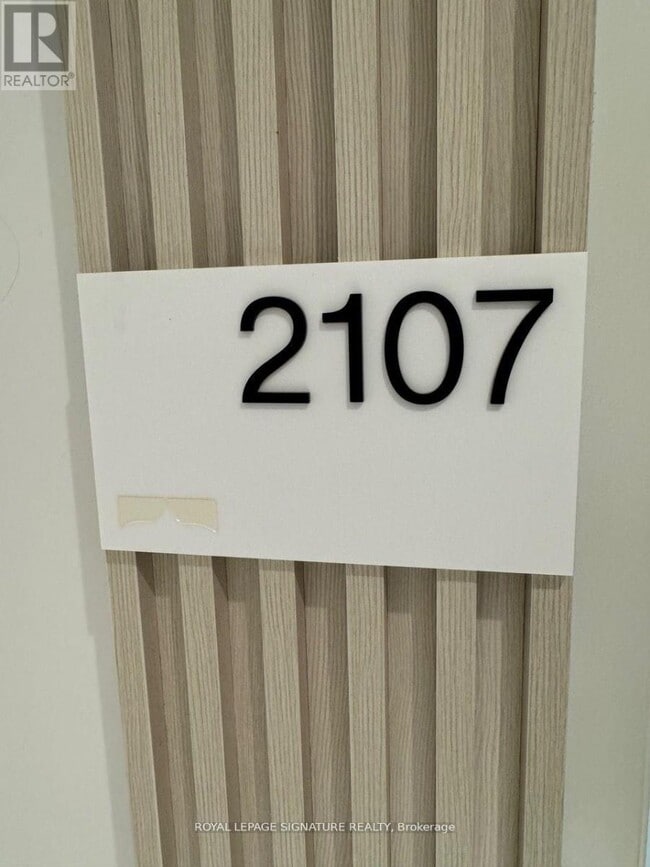 REALTOR®
2107
ROYAL LEPAGE SIGNATURE REALTY, Brokerage